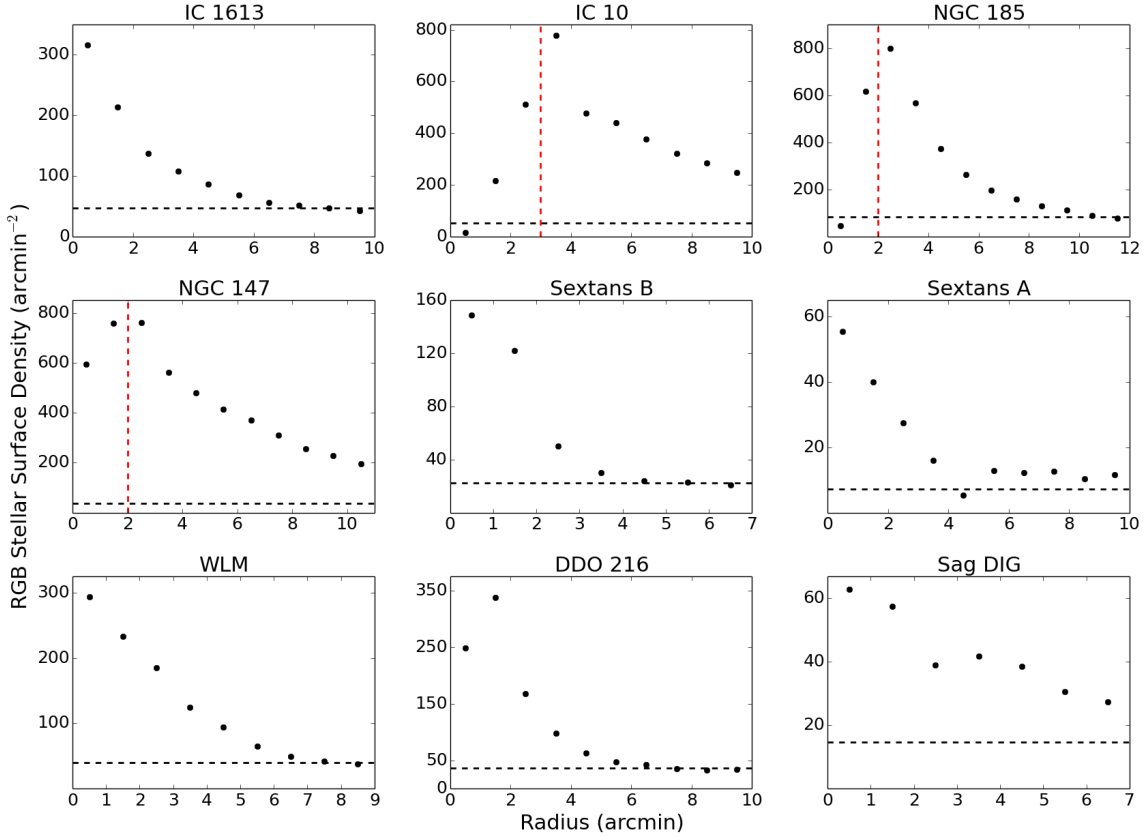 IC 1613
IC 10
NGC 185
300
200
100
0
0 2 4 6 8 10
800
600
400
200
0
0 2 4 6 8 10
800
600
400
200
0 2 4 6 8 10 12
NGC 147
Sextans B
Sextans A
800
600
400
200
0 2 4 6 8 10
160
120
80
40
0
0 1 2 3 4 5 6 7
60
40
20
0 2 4 6 8 10
WLM
DDO 216
Sag DIG
300
200
100
0 1 2 3 4 5 6 7 8 9
350
250
150
50
0
0 2 4 6 8 10
60
40
20
0 1 2 3 4 5 6 7
RGB Stellar Surface Density (arcmin⁻²)
Radius (arcmin)